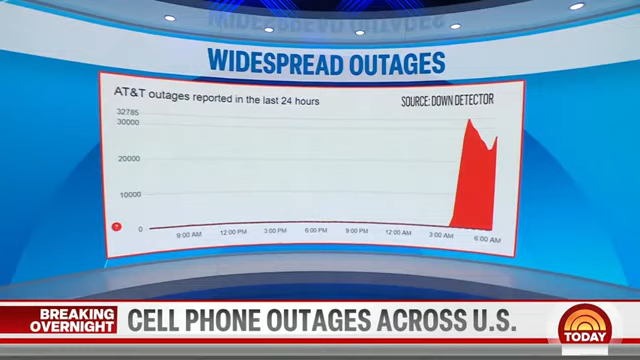 WIDESPREAD OUTAGES
AT&T outages reported in the last 24 hours
SOURCE: DOWN DETECTOR
32785
30000
20000
10000
0
9:00 AM 12:00 PM 3:00 PM 6:00 PM 9:00 PM 12:00 AM 3:00 AM 6:00 AM
BREAKING
OVERNIGHT
CELL PHONE OUTAGES ACROSS U.S.
TODAY